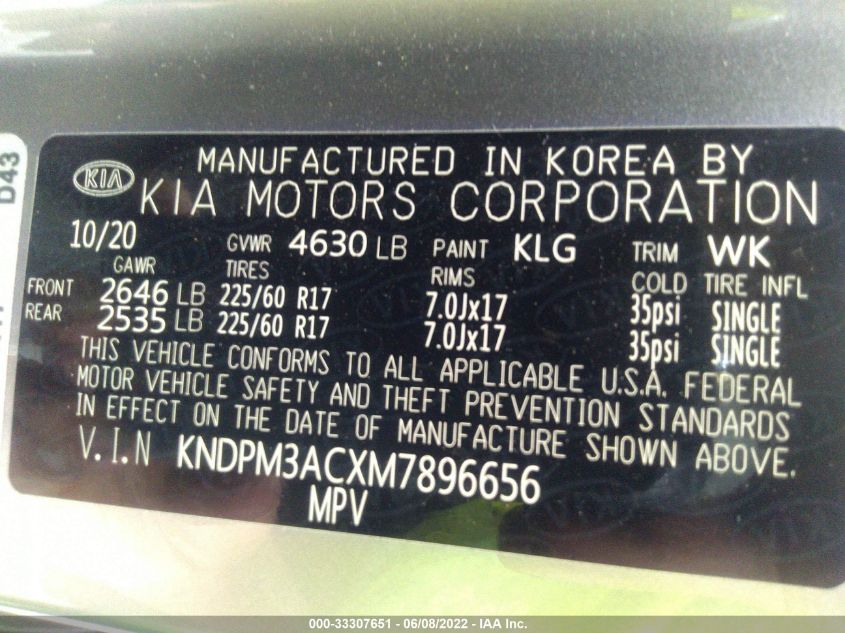 D43
MANUFACTURED IN KOREA BY
KIA
KIA MOTORS CORPORATION
10/20 GVWR 4630 LB PAINT KLG TRIM WK
GAWR TIRES RIMS COLD TIRE INFL
FRONT 2646 LB 225/60 R17 7.0Jx17 35psi SINGLE
REAR 2535 LB 225/60 R17 7.0Jx17 35psi SINGLE
THIS VEHICLE CONFORMS TO ALL APPLICABLE U.S.A. FEDERAL
MOTOR VEHICLE SAFETY AND THEFT PREVENTION STANDARDS
IN EFFECT ON THE DATE OF MANUFACTURE SHOWN ABOVE.
V.I.N KNDPM3ACXM7896656
MPV
000-33307651 - 06/08/2022 - IAA Inc.